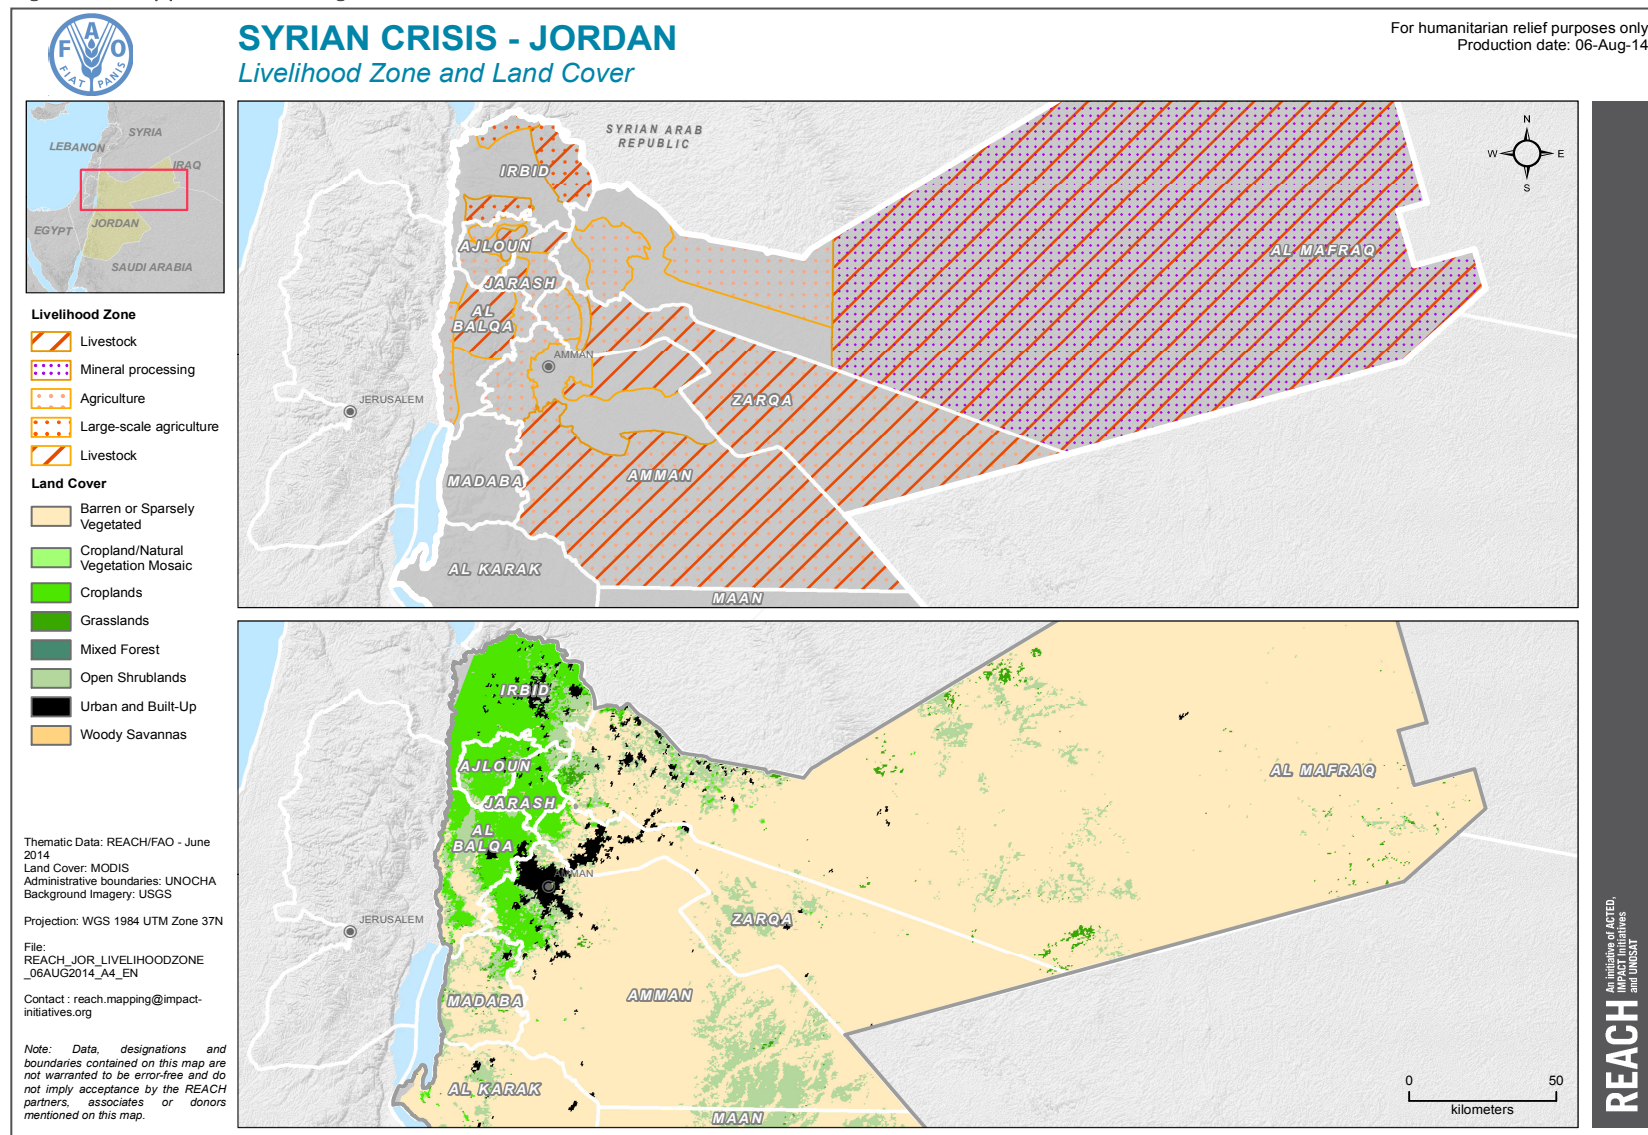 SYRIAN CRISIS - JORDAN
Livelihood Zone and Land Cover
For humanitarian relief purposes only
Production date: 06-Aug-14
F A O
FIAT PANIS
SYRIA
LEBANON
IRAQ
JORDAN
EGYPT
SAUDI ARABIA
Livelihood Zone
Livestock
Mineral processing
Agriculture
Large-scale agriculture
Livestock
Land Cover
Barren or Sparsely
Vegetated
Cropland/Natural
Vegetation Mosaic
Croplands
Grasslands
Mixed Forest
Open Shrublands
Urban and Built-Up
Woody Savannas
Thematic Data: REACH/FAO - June
2014
Land Cover: MODIS
Administrative boundaries: UNOCHA
Background Imagery: USGS
Projection: WGS 1984 UTM Zone 37N
File:
REACH_JOR_LIVELIHOODZONE
_06AUG2014_A4_EN
Contact : reach.mapping@impact-
initiatives.org
Note: Data, designations and
boundaries contained on this map are
not warranted to be error-free and do
not imply acceptance by the REACH
partners, associates or donors
mentioned on this map.
SYRIAN ARAB
REPUBLIC
N
W E
S
IRBID
AJLOUN
JARASH
AL
BALQA
AMMAN
JERUSALEM
ZARQA
AL MAFRAQ
MADABA
AMMAN
AL KARAK
MAAN
IRBID
AJLOUN
JARASH
AL
BALQA
AMMAN
JERUSALEM
ZARQA
AL MAFRAQ
MADABA
AMMAN
AL KARAK
MAAN
0 50
kilometers
REACH
An initiative of ACTED,
IMPACT Initiatives
and UNOSAT